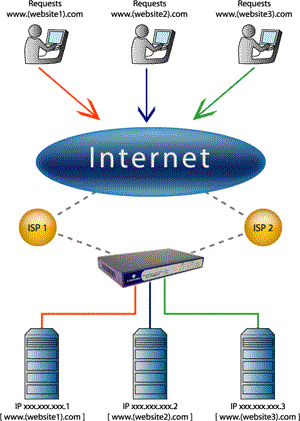 Requests
www.(website1).com
Requests
www.(website2).com
Requests
www.(website3).com
Internet
ISP 1
ISP 2
IP xxx.xxx.xxx.1
[ www.(website1).com ]
IP xxx.xxx.xxx.2
[ www.(website2).com ]
IP xxx.xxx.xxx.3
[ www.(website3).com ]